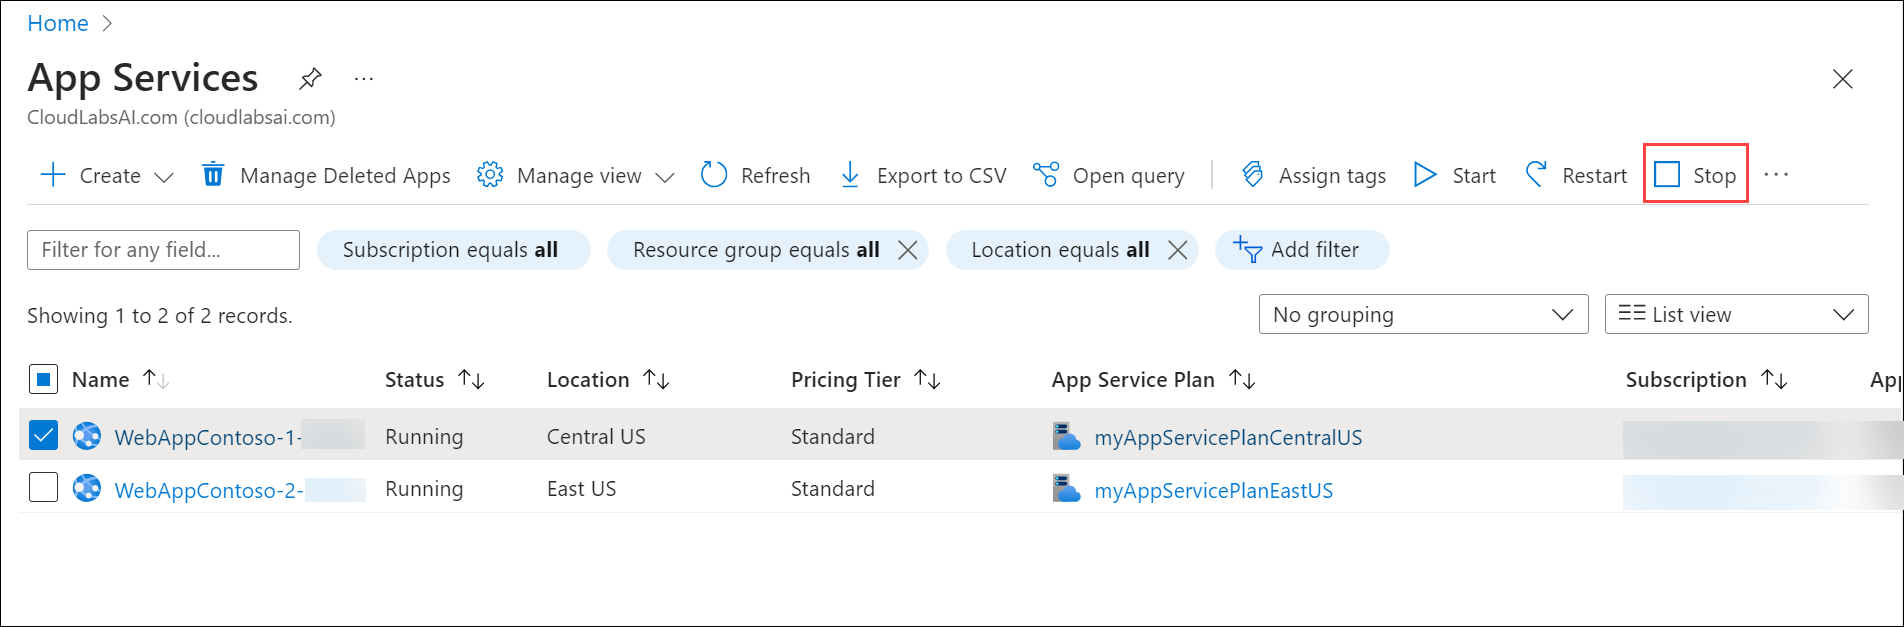 Home
App Services
CloudLabsAI.com (cloudlabsai.com)
Create Manage Deleted Apps Manage view Refresh Export to CSV Open query Assign tags Start Restart Stop
Filter for any field... Subscription equals all Resource group equals all Location equals all Add filter
Showing 1 to 2 of 2 records. No grouping List view
Name Status Location Pricing Tier App Service Plan Subscription App
WebAppContoso-1- Running Central US Standard myAppServicePlanCentralUS
WebAppContoso-2- Running East US Standard myAppServicePlanEastUS